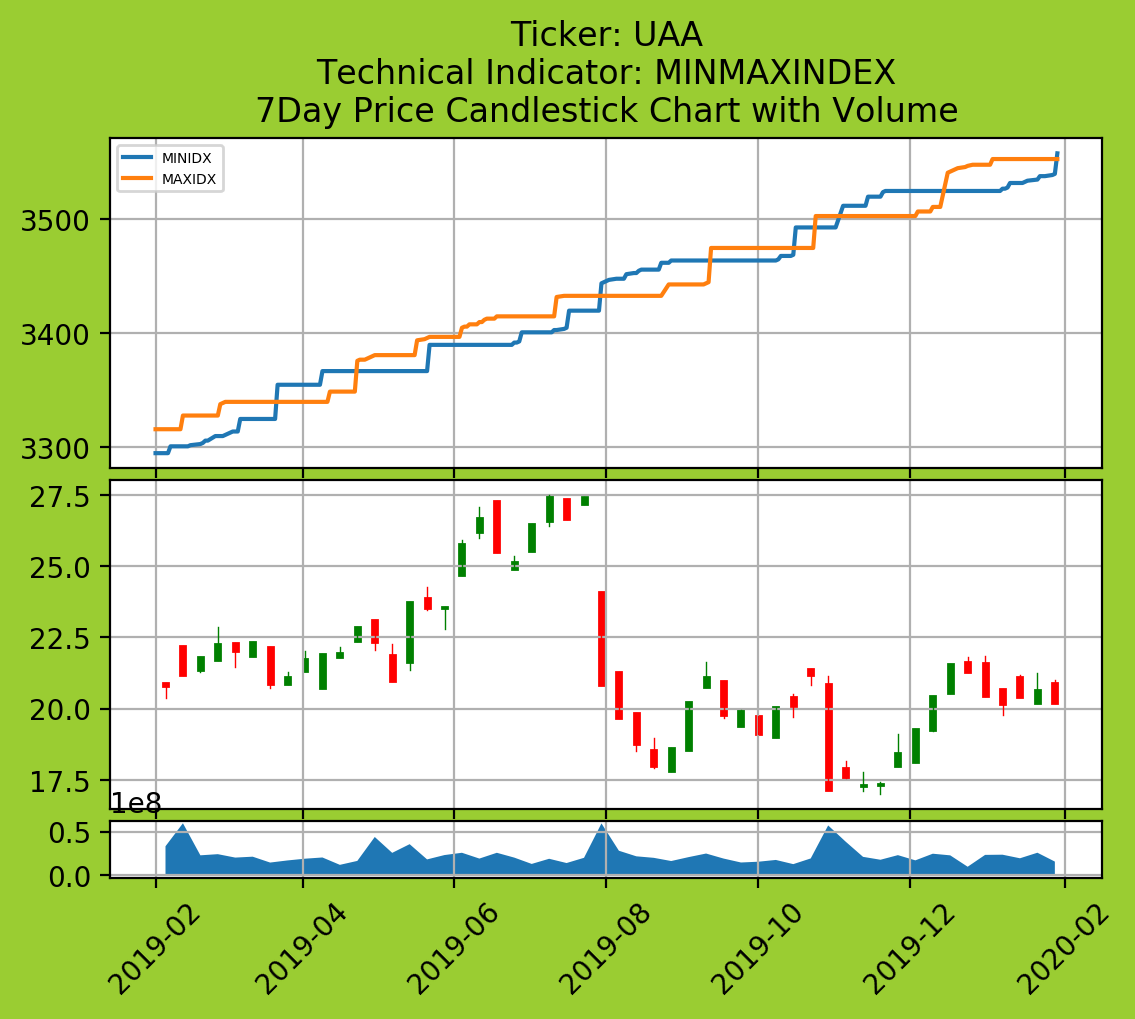 Ticker: UAA
Technical Indicator: MINMAXINDEX
7Day Price Candlestick Chart with Volume
MINIDX
MAXIDX
3500
3400
3300
27.5
25.0
22.5
20.0
17.5
1e8
0.5
0.0
2019-02
2019-04
2019-06
2019-08
2019-10
2019-12
2020-02